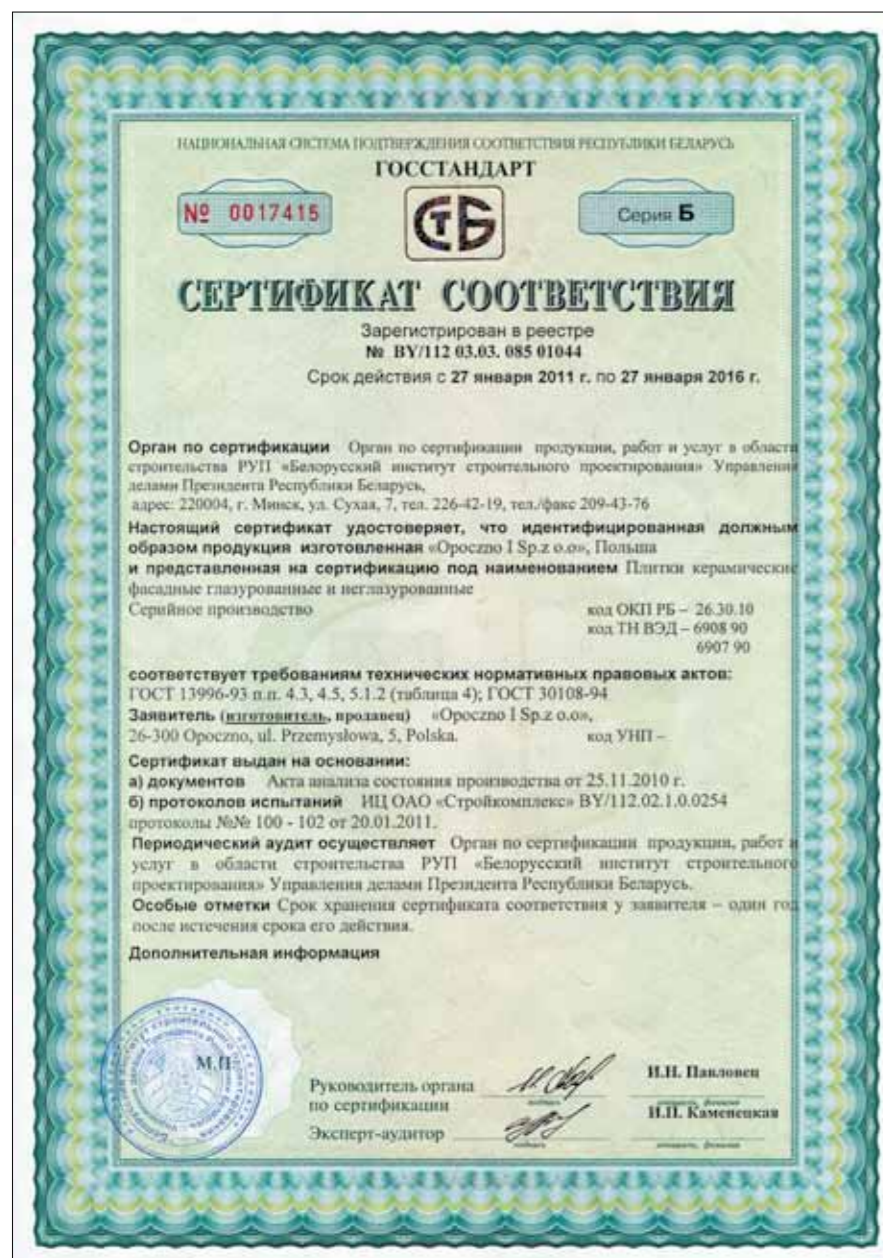 НАЦИОНАЛЬНАЯ СИСТЕМА ПОДТВЕРЖДЕНИЯ СООТВЕТСТВИЯ РЕСПУБЛИКИ БЕЛАРУСЬ
ГОССТАНДАРТ
№ 0017415
СТБ
Серия Б
СЕРТИФИКАТ СООТВЕТСТВИЯ
Зарегистрирован в реестре
№ BY/112 03.03. 085 01044
Срок действия с 27 января 2011 г. по 27 января 2016 г.
Орган по сертификации Орган по сертификации продукции, работ и услуг в области
строительства РУП «Белорусский институт строительного проектирования» Управления
делами Президента Республики Беларусь,
адрес: 220004, г. Минск, ул. Сухая, 7, тел. 226-42-19, тел./факс 209-43-76
Настоящий сертификат удостоверяет, что идентифицированная должным
образом продукция изготовленная «Opoczno I Sp.z o.o», Польша
и представленная на сертификацию под наименованием Плитки керамические
фасадные глазурованные и неглазурованные
Серийное производство код ОКП РБ – 26.30.10
код ТН ВЭД – 6908 90
6907 90
соответствует требованиям технических нормативных правовых актов:
ГОСТ 13996-93 п.п. 4.3, 4.5, 5.1.2 (таблица 4); ГОСТ 30108-94
Заявитель (изготовитель, продавец) «Opoczno I Sp.z o.o»,
26-300 Opoczno, ul. Przemysłowa, 5, Polska. код УНП –
Сертификат выдан на основании:
а) документов Акта анализа состояния производства от 25.11.2010 г.
б) протоколов испытаний ИЦ ОАО «Стройкомплекс» BY/112.02.1.0.0254
протоколы №№ 100 - 102 от 20.01.2011.
Периодический аудит осуществляет Орган по сертификации продукции, работ и
услуг в области строительства РУП «Белорусский институт строительного
проектирования» Управления делами Президента Республики Беларусь.
Особые отметки Срок хранения сертификата соответствия у заявителя – один год
после истечения срока его действия.
Дополнительная информация
М.П.
Руководитель органа
по сертификации
подпись
И.Н. Павловец
инициалы, фамилия
Эксперт-аудитор
подпись
И.П. Каменецкая
инициалы, фамилия